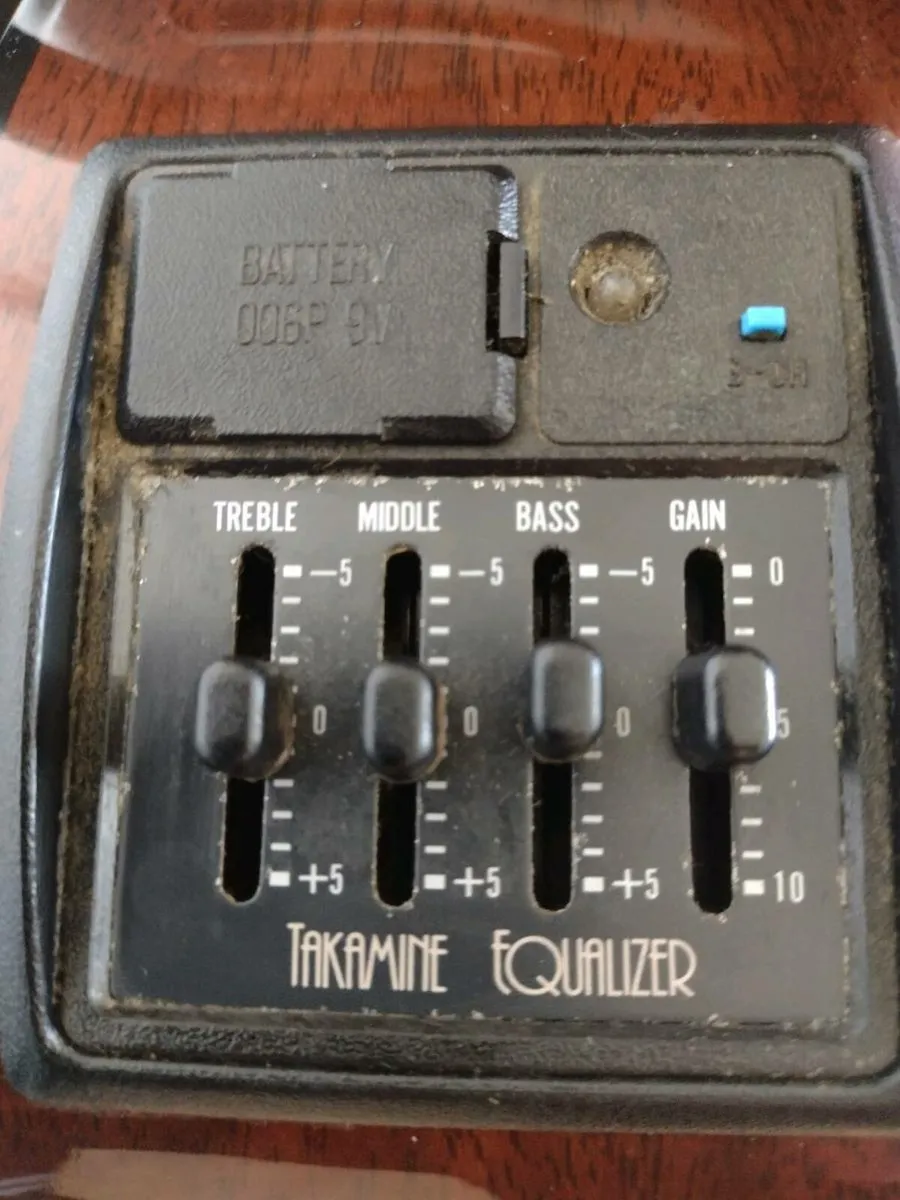 BATTERY
006P 9V
B-CH
TREBLE MIDDLE BASS GAIN
-5 -5 -5 0
0 0 0 5
+5 +5 +5 10
TAKAMINE EQUALIZER